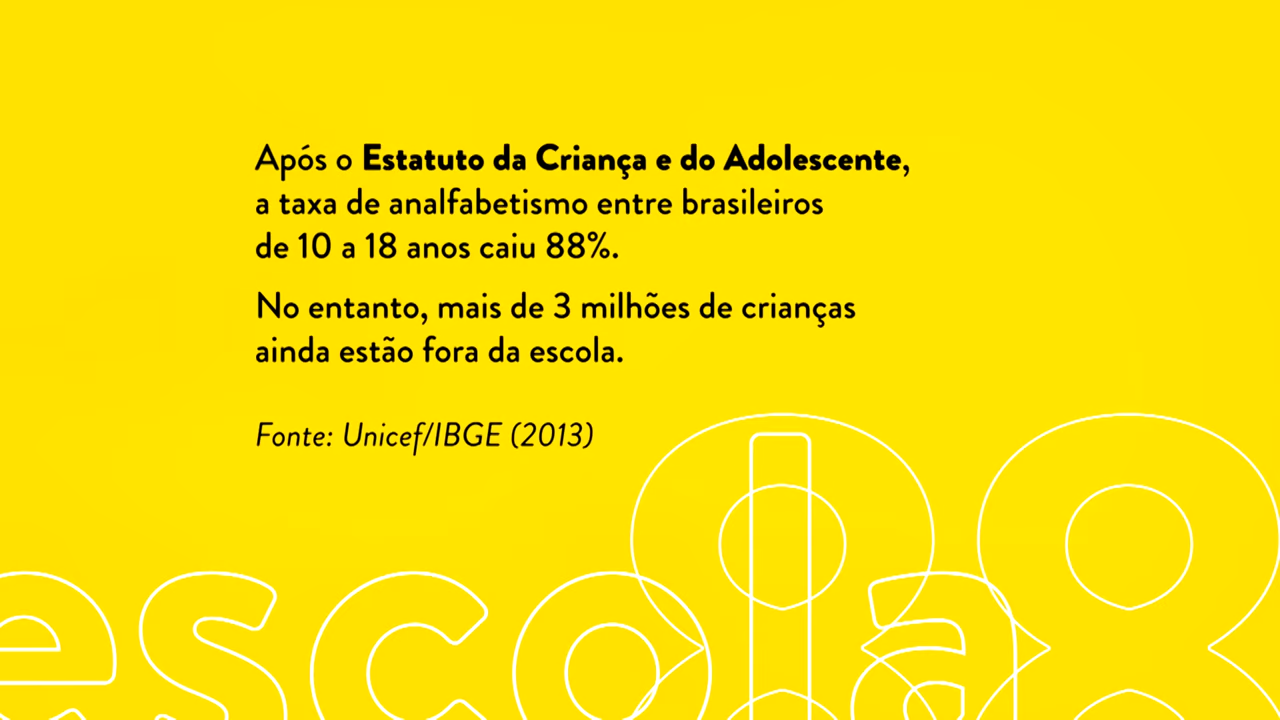 Após o Estatuto da Criança e do Adolescente,
a taxa de analfabetismo entre brasileiros
de 10 a 18 anos caiu 88%.
No entanto, mais de 3 milhões de crianças
ainda estão fora da escola.
Fonte: Unicef/IBGE (2013)
88
escola